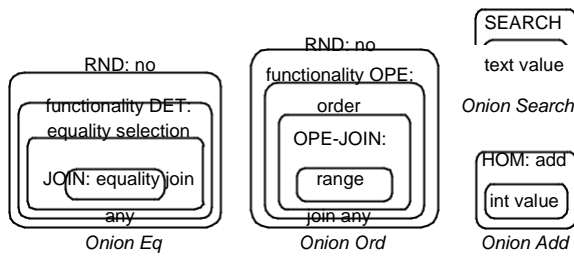 RND: no
functionality DET:
equality selection
JOIN: equality join
any
Onion Eq
RND: no
functionality OPE:
order
OPE-JOIN:
range
join any
Onion Ord
SEARCH
text value
Onion Search
HOM: add
int value
Onion Add